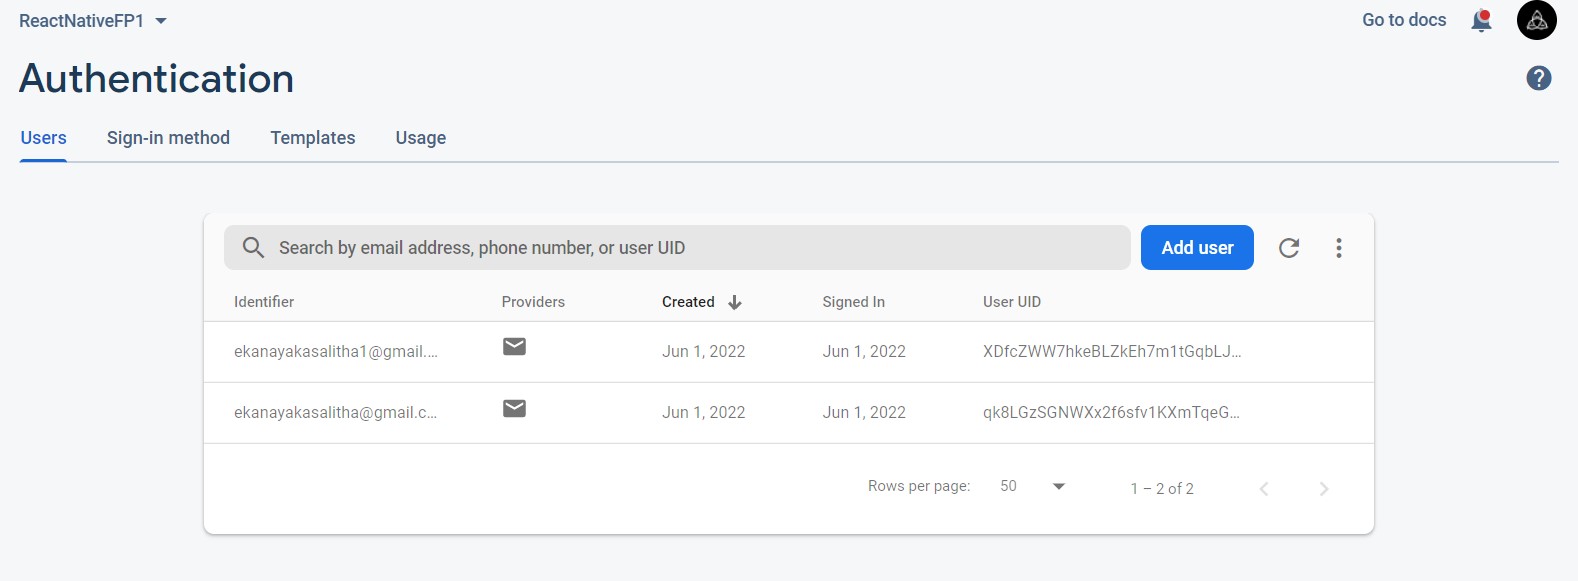 ReactNativeFP1 Go to docs
Authentication
Users Sign-in method Templates Usage
Search by email address, phone number, or user UID Add user
Identifier Providers Created Signed In User UID
ekanayakasalitha1@gmail.... Jun 1, 2022 Jun 1, 2022 XDfcZWW7hkeBLZkEh7m1tGqbLJ...
ekanayakasalitha@gmail.c... Jun 1, 2022 Jun 1, 2022 qk8LGzSGNWXx2f6sfv1KXmTqeG...
Rows per page: 50 1 – 2 of 2